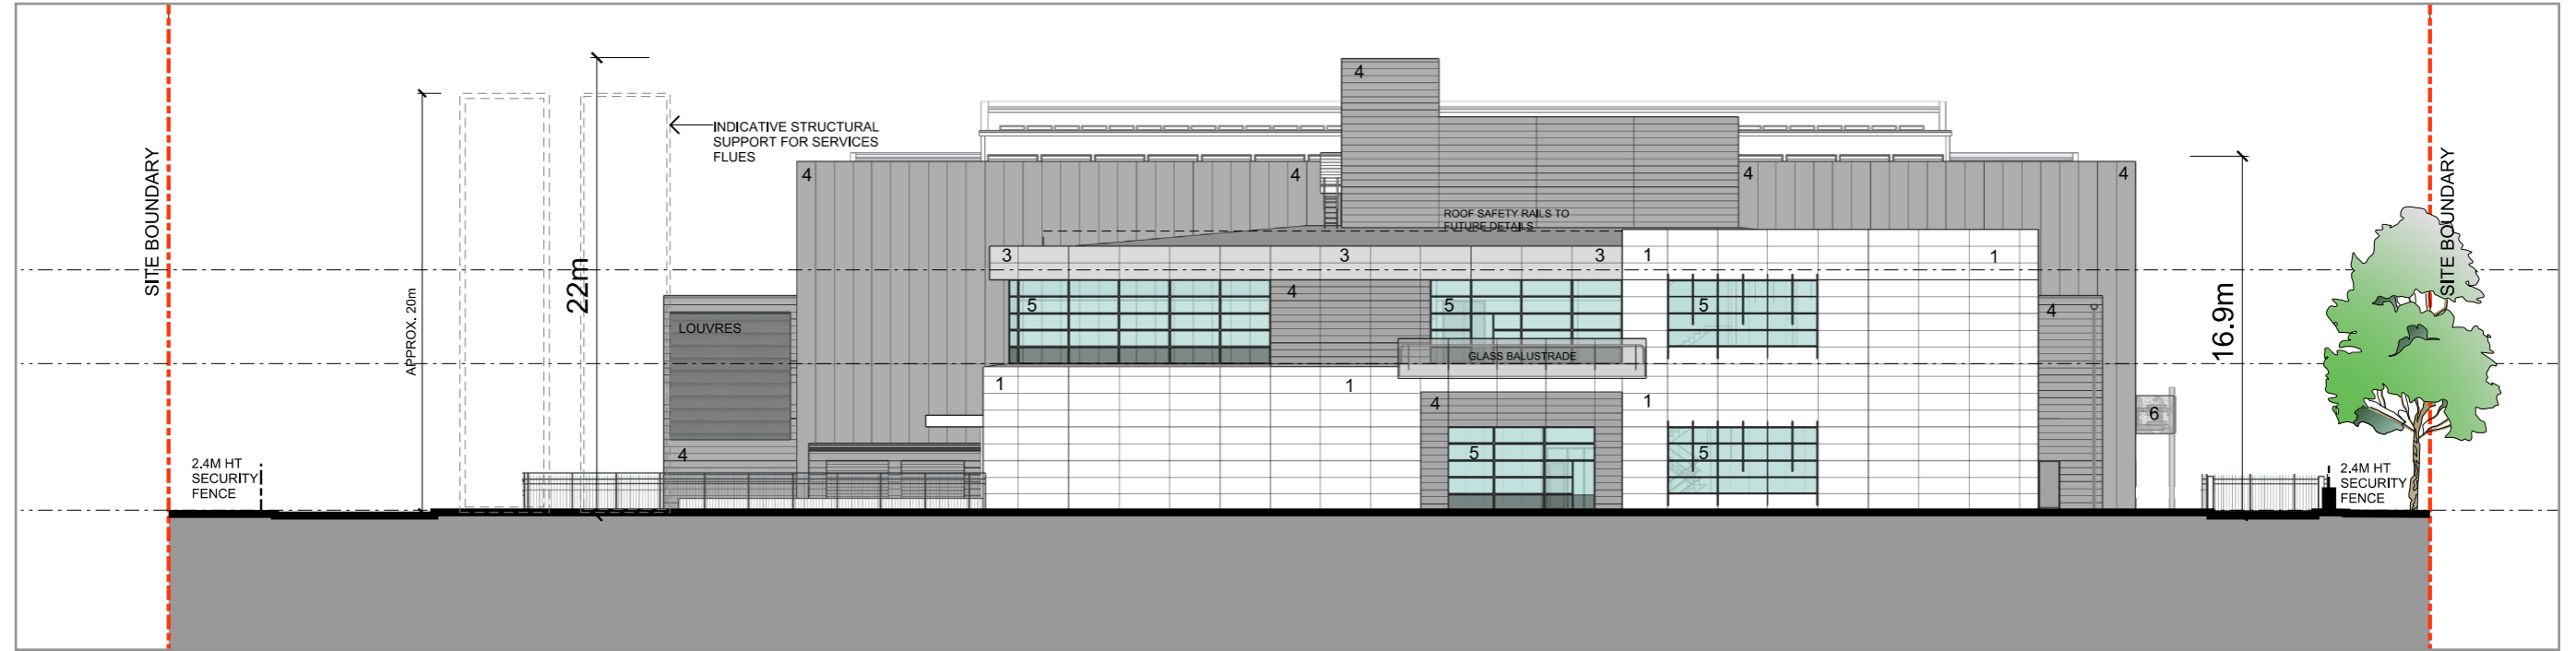 4
INDICATIVE STRUCTURAL
SUPPORT FOR SERVICES
FLUES
SITE BOUNDARY
SITE BOUNDARY
4
4
4
4
ROOF SAFETY RAILS TO
FUTURE DETAILS
22m
APPROX. 20m
16.9m
3
3
3
1
1
5
4
5
5
4
LOUVRES
GLASS BALUSTRADE
1
1
4
1
6
4
5
5
2.4M HT
SECURITY
FENCE
2.4M HT
SECURITY
FENCE